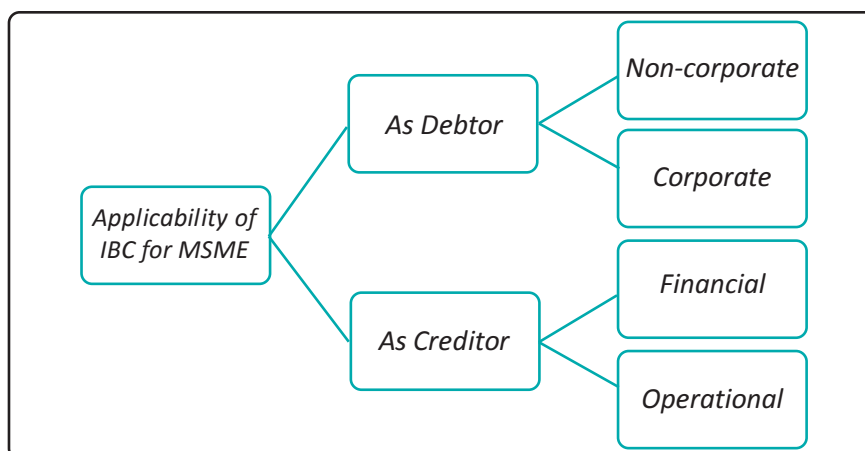 Applicability of
IBC for MSME
As Debtor
Non-corporate
Corporate
As Creditor
Financial
Operational